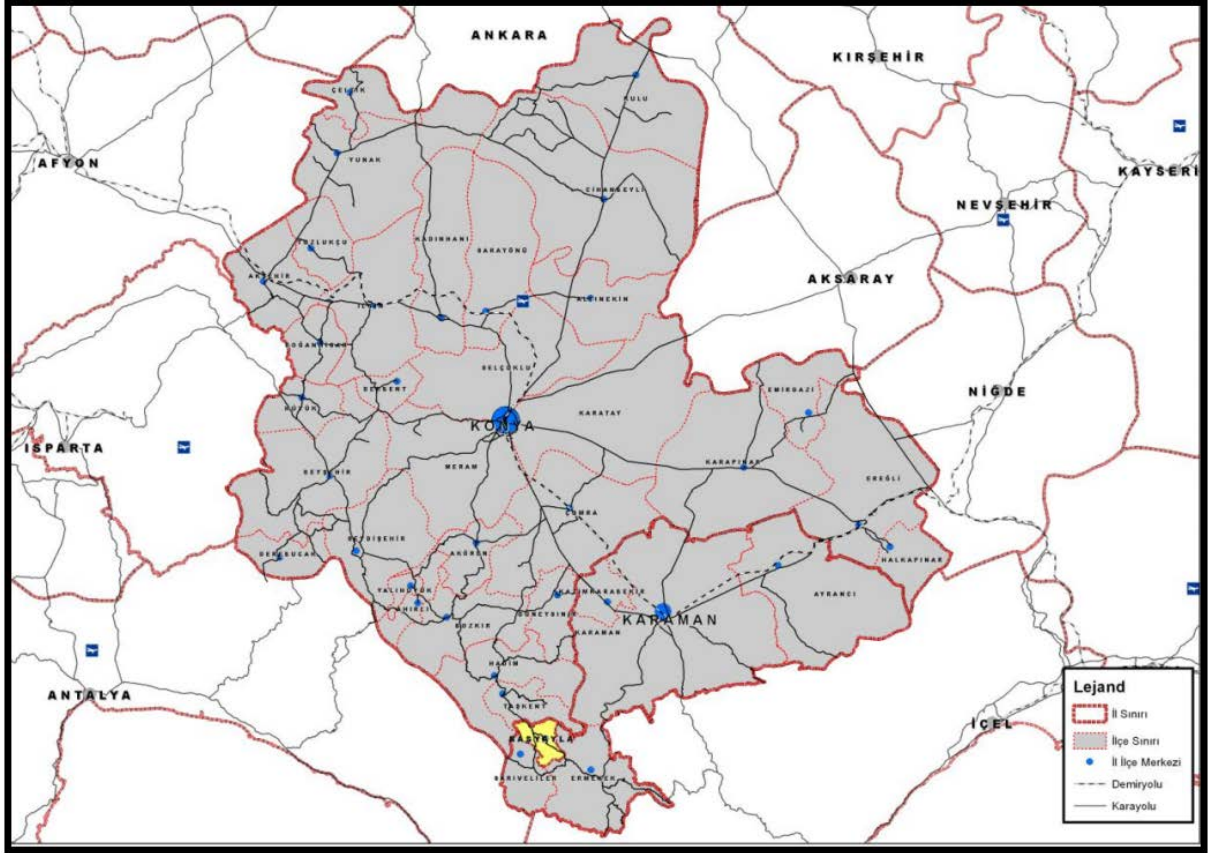 ANKARA
KIRŞEHİR
ÇELTİK
KULU
AFYON
YUNAK
KAYSERİ
CİHANBEYLİ
NEVŞEHİR
TUZLUKÇU
KADINHANI
SARAYÖNÜ
AKŞEHİR
AKSARAY
ILGIN
ALTINEKİN
DOĞANHİSAR
SELÇUKLU
DERBENT
EMİRGAZİ
NİĞDE
HÜYÜK
KARATAY
KONYA
ISPARTA
MERAM
KARAPINAR
BEYŞEHİR
EREĞLİ
ÇUMRA
SEYDİŞEHİR
AKÖREN
DEREBUCAK
HALKAPINAR
YALIHÜYÜK
KAZIMKARABEKİR
AYRANCI
AHIRLI
GÜNEYSINIR
KARAMAN
BOZKIR
KARAMAN
HADİM
Lejand
ANTALYA
TAŞKENT
İl Sınırı
İÇEL
BAŞYAYLA
İlçe Sınırı
İl İlçe Merkezi
SARIVELİLER
ERMENEK
Demiryolu
Karayolu